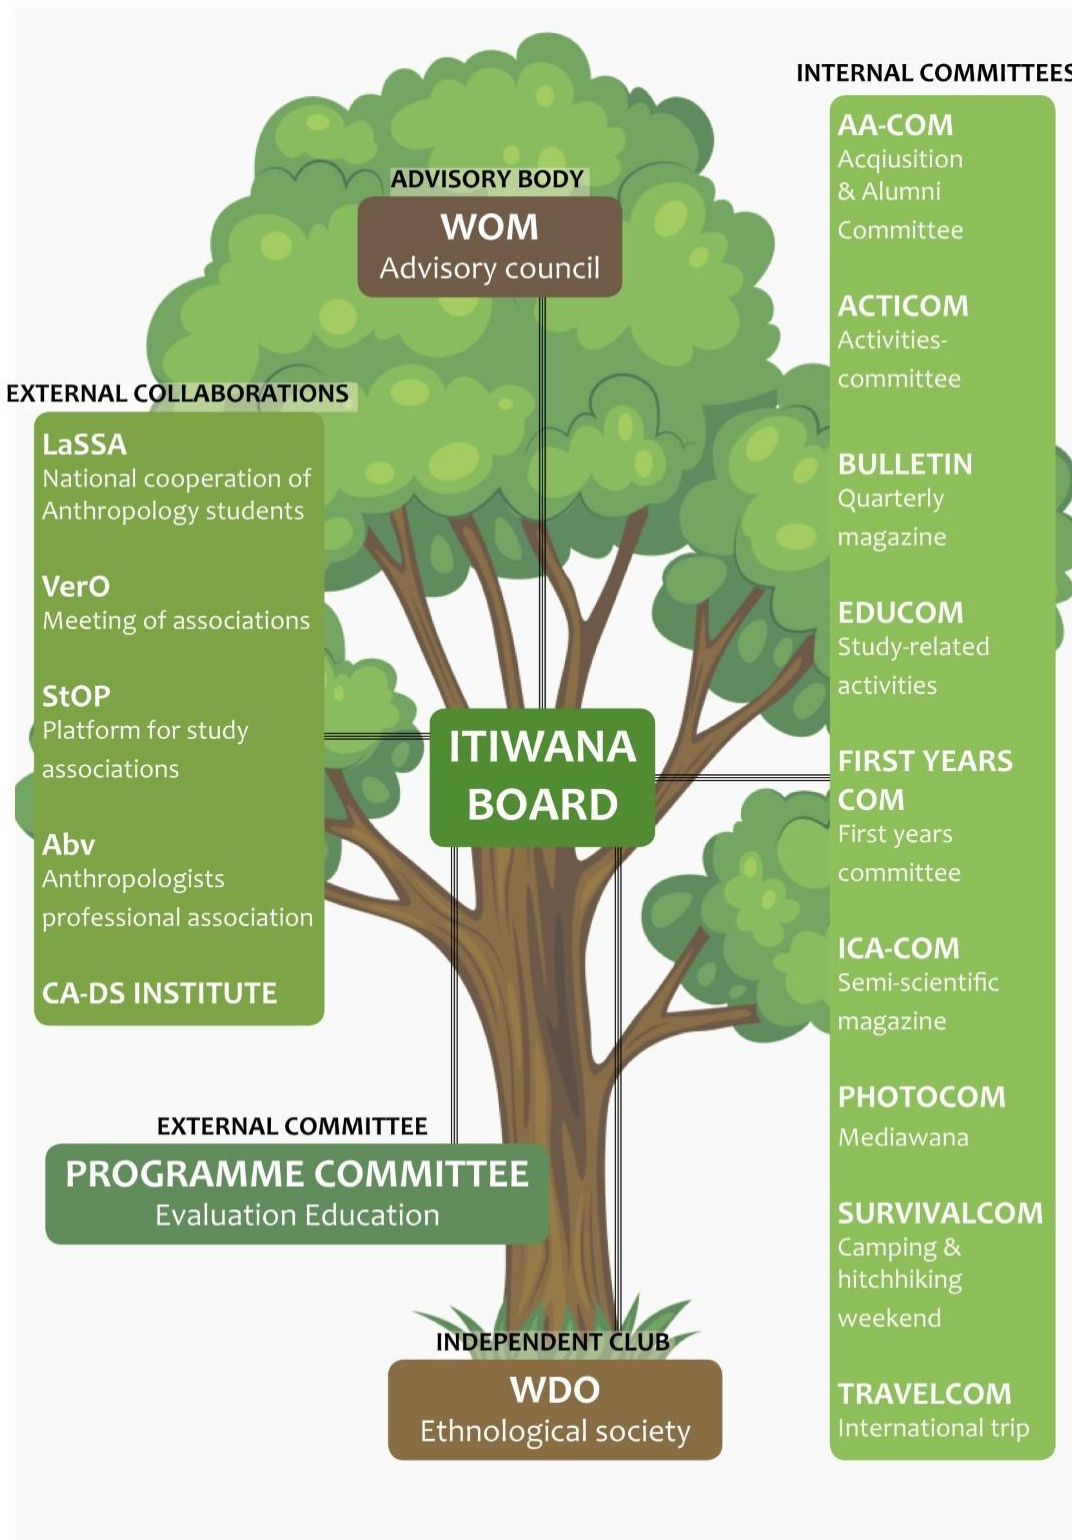 INTERNAL COMMITTEES
AA-COM
Acqiusition
& Alumni
Committee
ACTICOM
Activities-
committee
BULLETIN
Quarterly
magazine
EDUCOM
Study-related
activities
FIRST YEARS
COM
First years
committee
ICA-COM
Semi-scientific
magazine
PHOTOCOM
Mediawana
SURVIVALCOM
Camping &
hitchhiking
weekend
TRAVELCOM
International trip
ADVISORY BODY
WOM
Advisory council
EXTERNAL COLLABORATIONS
LaSSA
National cooperation of
Anthropology students
VerO
Meeting of associations
StOP
Platform for study
associations
Abv
Anthropologists
professional association
CA-DS INSTITUTE
ITIWANA
BOARD
EXTERNAL COMMITTEE
PROGRAMME COMMITTEE
Evaluation Education
INDEPENDENT CLUB
WDO
Ethnological society